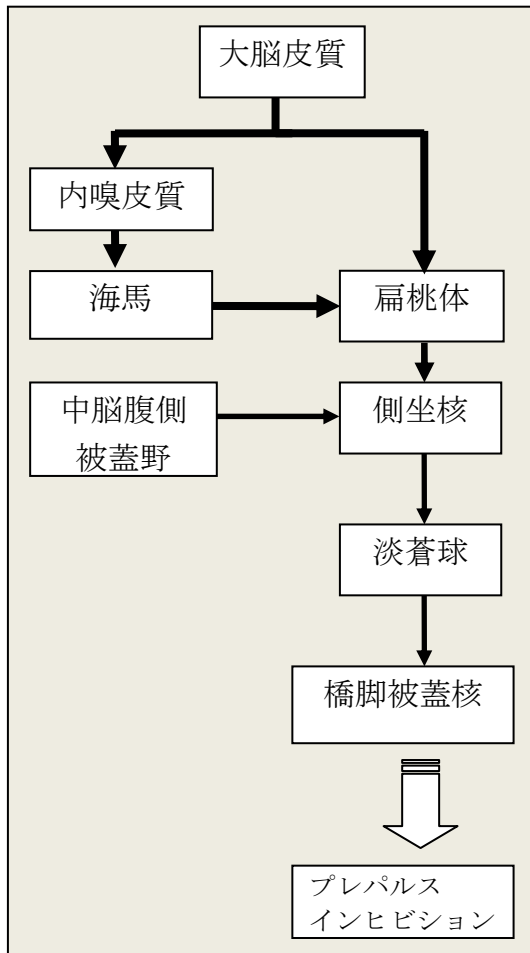 大脳皮質
内嗅皮質
海馬
扁桃体
中脳腹側
被蓋野
側坐核
淡蒼球
橋脚被蓋核
プレパルス
インヒビション